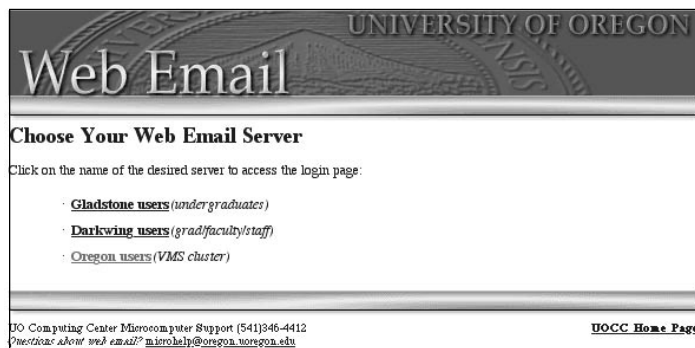 UNIVERSITY OF OREGON
Web Email
Choose Your Web Email Server
Click on the name of the desired server to access the login page:
· Gladstone users (undergraduates)
· Darkwing users (grad/faculty/staff)
· Oregon users (VMS cluster)
UO Computing Center Microcomputer Support (541)346-4412
UOCC Home Page
Questions about web email? microhelp@oregon.uoregon.edu